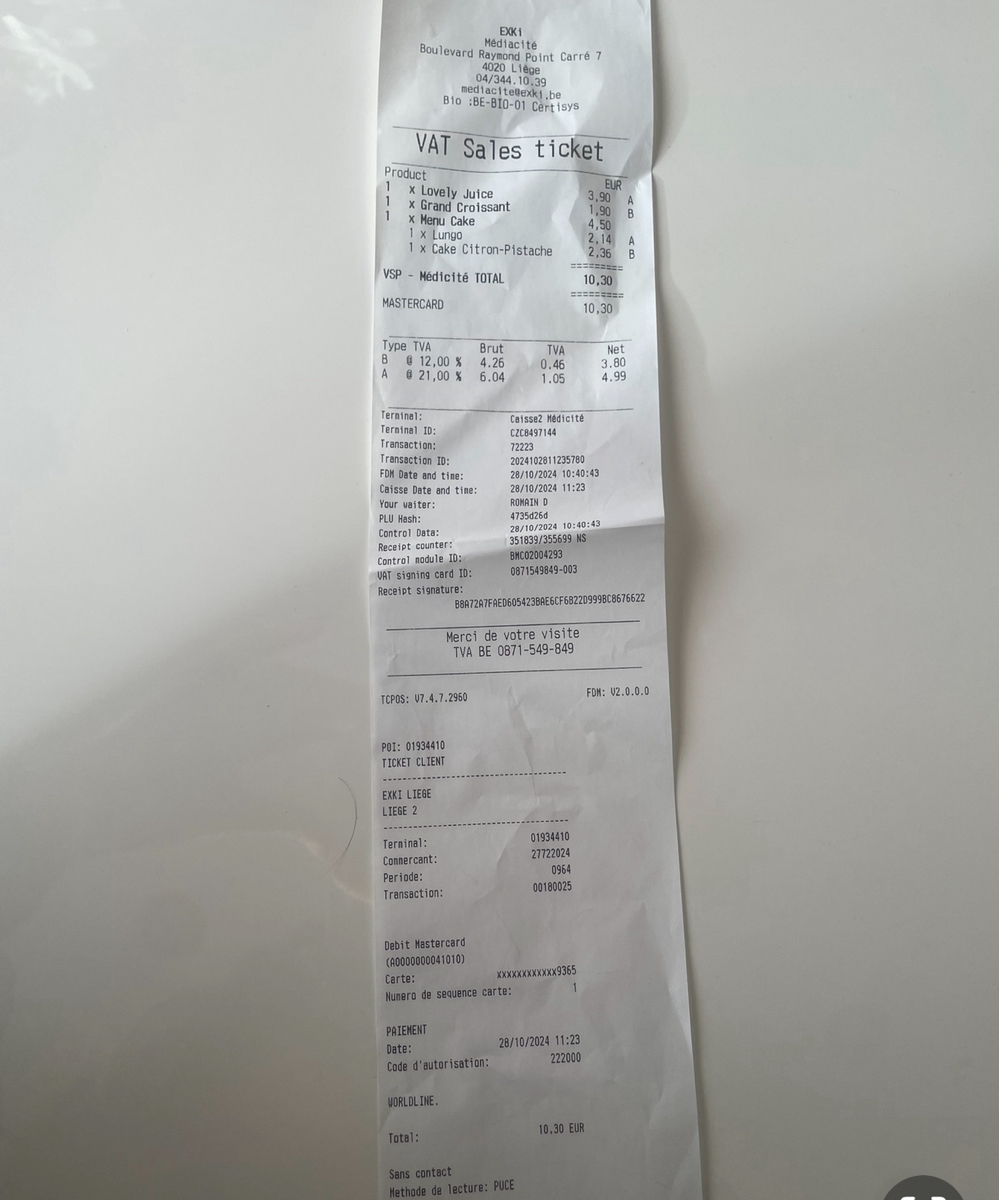 EXKi
Médiacité
Boulevard Raymond Point Carré 7
4020 Liège
04/344.10.39
mediacite@exki.be
Bio :BE-BIO-01 Certisys
VAT Sales ticket
Product EUR
1 x Lovely Juice 3,90 A
1 x Grand Croissant 1,90 B
1 x Menu Cake 4,50
1 x Lungo 2,14 A
1 x Cake Citron-Pistache 2,36 B
=========
VSP - Médicité TOTAL 10,30
=========
MASTERCARD 10,30
Type TVA Brut TVA Net
B @ 12,00 % 4.26 0.46 3.80
A @ 21,00 % 6.04 1.05 4.99
Terminal: Caisse2 Médicité
Terminal ID: CZC8497144
Transaction: 72223
Transaction ID: 2024102811235780
FDM Date and time: 28/10/2024 10:40:43
Caisse Date and time: 28/10/2024 11:23
Your waiter: ROMAIN D
PLU Hash: 4735d26d
Control Data: 28/10/2024 10:40:43
Receipt counter: 351839/355699 NS
Control module ID: BMC02004293
VAT signing card ID: 0871549849-003
Receipt signature:
B8A72A7FAED605423BAE6CF6B22D999BC8676622
Merci de votre visite
TVA BE 0871-549-849
TCPOS: V7.4.7.2960 FDM: V2.0.0.0
POI: 01934410
TICKET CLIENT
--------------------------------
EXKI LIEGE
LIEGE 2
--------------------------------
Terminal: 01934410
Commercant: 27722024
Periode: 0964
Transaction: 00180025
Debit Mastercard
(A0000000041010)
Carte: xxxxxxxxxxxx9365
Numero de sequence carte: 1
PAIEMENT
Date: 28/10/2024 11:23
Code d'autorisation: 222000
WORLDLINE.
Total: 10,30 EUR
Sans contact
Methode de lecture: PUCE